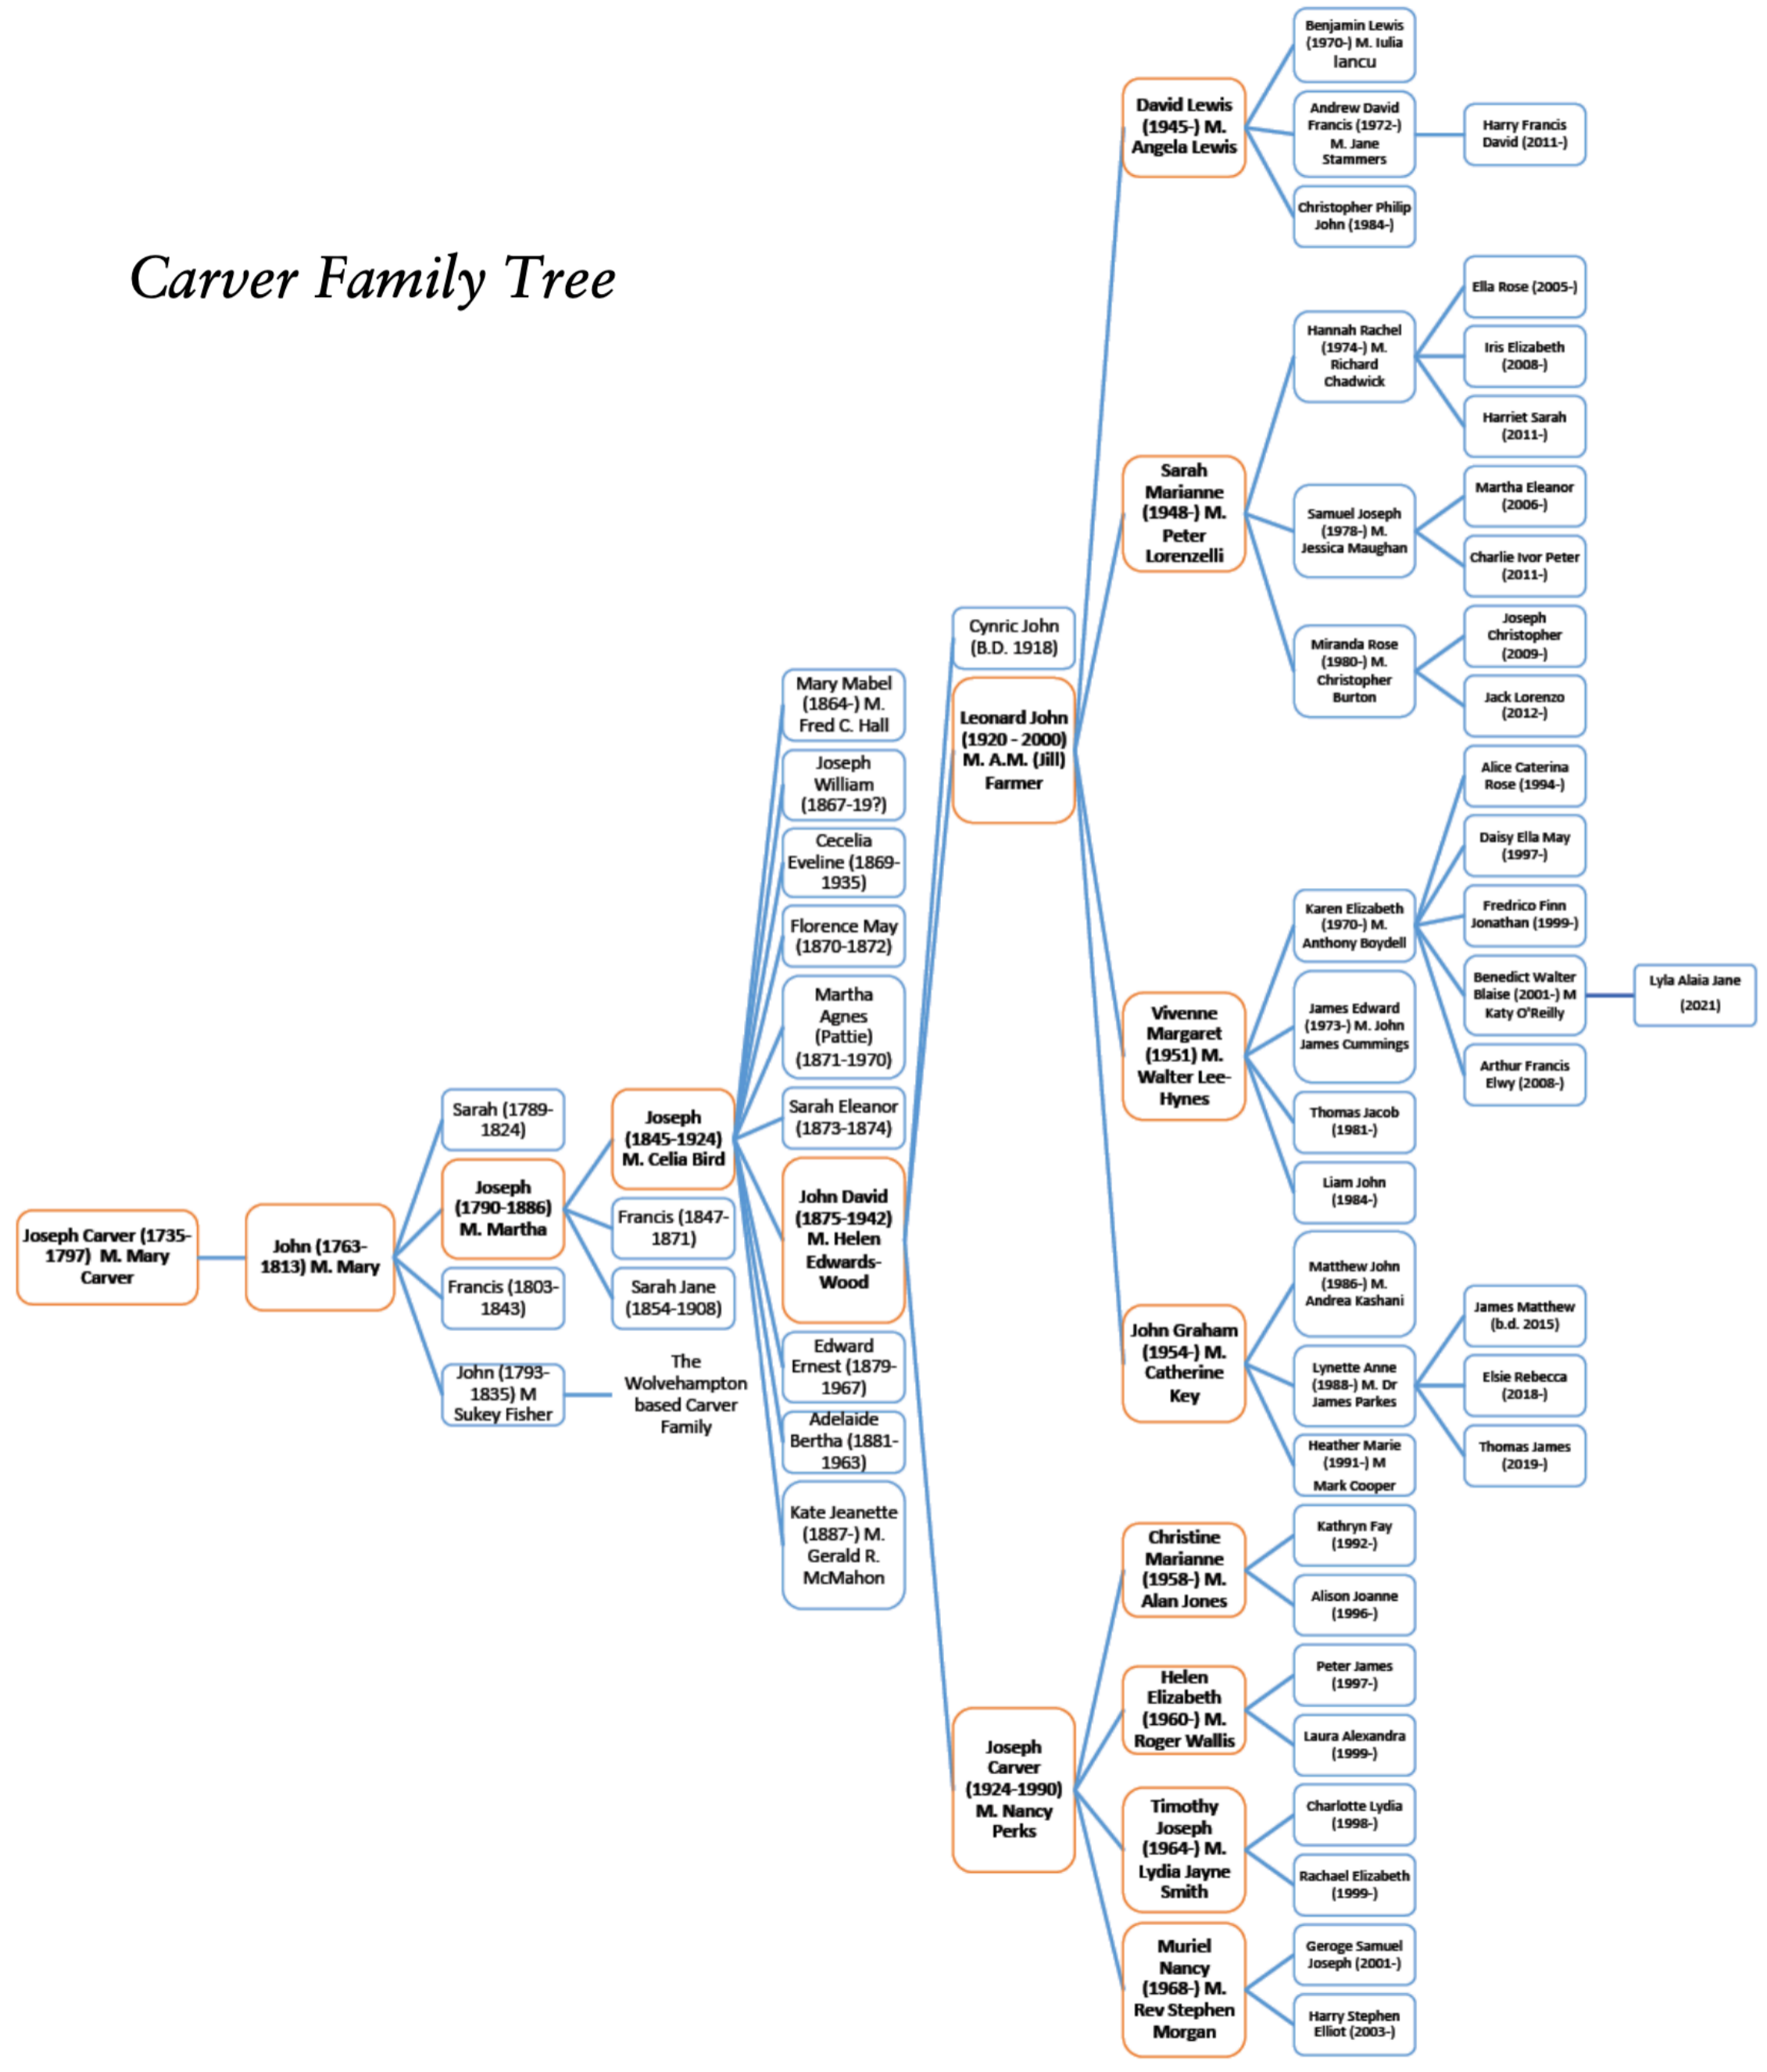 Carver Family Tree
Joseph Carver (1735-
1797)  M. Mary
Carver
John (1763-
1813) M. Mary
Sarah (1789-
1824)
Joseph
(1790-1886)
M. Martha
Francis (1803-
1843)
John (1793-
1835) M
Sukey Fisher
Joseph
(1845-1924)
M. Celia Bird
Francis (1847-
1871)
Sarah Jane
(1854-1908)
The
Wolvehampton
based Carver
Family
Mary Mabel
(1864-) M.
Fred C. Hall
Joseph
William
(1867-19?)
Cecelia
Eveline (1869-
1935)
Florence May
(1870-1872)
Martha
Agnes
(Pattie)
(1871-1970)
Sarah Eleanor
(1873-1874)
John David
(1875-1942)
M. Helen
Edwards-
Wood
Edward
Ernest (1879-
1967)
Adelaide
Bertha (1881-
1963)
Kate Jeanette
(1887-) M.
Gerald R.
McMahon
Cynric John
(B.D. 1918)
Leonard John
(1920 - 2000)
M. A.M. (Jill)
Farmer
Joseph
Carver
(1924-1990)
M. Nancy
Perks
David Lewis
(1945-) M.
Angela Lewis
Sarah
Marianne
(1948-) M.
Peter
Lorenzelli
Vivenne
Margaret
(1951) M.
Walter Lee-
Hynes
John Graham
(1954-) M.
Catherine
Key
Christine
Marianne
(1958-) M.
Alan Jones
Helen
Elizabeth
(1960-) M.
Roger Wallis
Timothy
Joseph
(1964-) M.
Lydia Jayne
Smith
Muriel
Nancy
(1968-) M.
Rev Stephen
Morgan
Benjamin Lewis
(1970-) M. Iulia
Iancu
Andrew David
Francis (1972-)
M. Jane
Stammers
Christopher Philip
John (1984-)
Hannah Rachel
(1974-) M.
Richard
Chadwick
Samuel Joseph
(1978-) M.
Jessica Maughan
Miranda Rose
(1980-) M.
Christopher
Burton
Karen Elizabeth
(1970-) M.
Anthony Boydell
James Edward
(1973-) M. John
James Cummings
Thomas Jacob
(1981-)
Liam John
(1984-)
Matthew John
(1986-) M.
Andrea Kashani
Lynette Anne
(1988-) M. Dr
James Parkes
Heather Marie
(1991-) M
Mark Cooper
Kathryn Fay
(1992-)
Alison Joanne
(1996-)
Peter James
(1997-)
Laura Alexandra
(1999-)
Charlotte Lydia
(1998-)
Rachael Elizabeth
(1999-)
Geroge Samuel
Joseph (2001-)
Harry Stephen
Elliot (2003-)
Harry Francis
David (2011-)
Ella Rose (2005-)
Iris Elizabeth
(2008-)
Harriet Sarah
(2011-)
Martha Eleanor
(2006-)
Charlie Ivor Peter
(2011-)
Joseph
Christopher
(2009-)
Jack Lorenzo
(2012-)
Alice Caterina
Rose (1994-)
Daisy Ella May
(1997-)
Fredrico Finn
Jonathan (1999-)
Benedict Walter
Blaise (2001-) M
Katy O'Reilly
Arthur Francis
Elwy (2008-)
James Matthew
(b.d. 2015)
Elsie Rebecca
(2018-)
Thomas James
(2019-)
Lyla Alaia Jane
(2021)